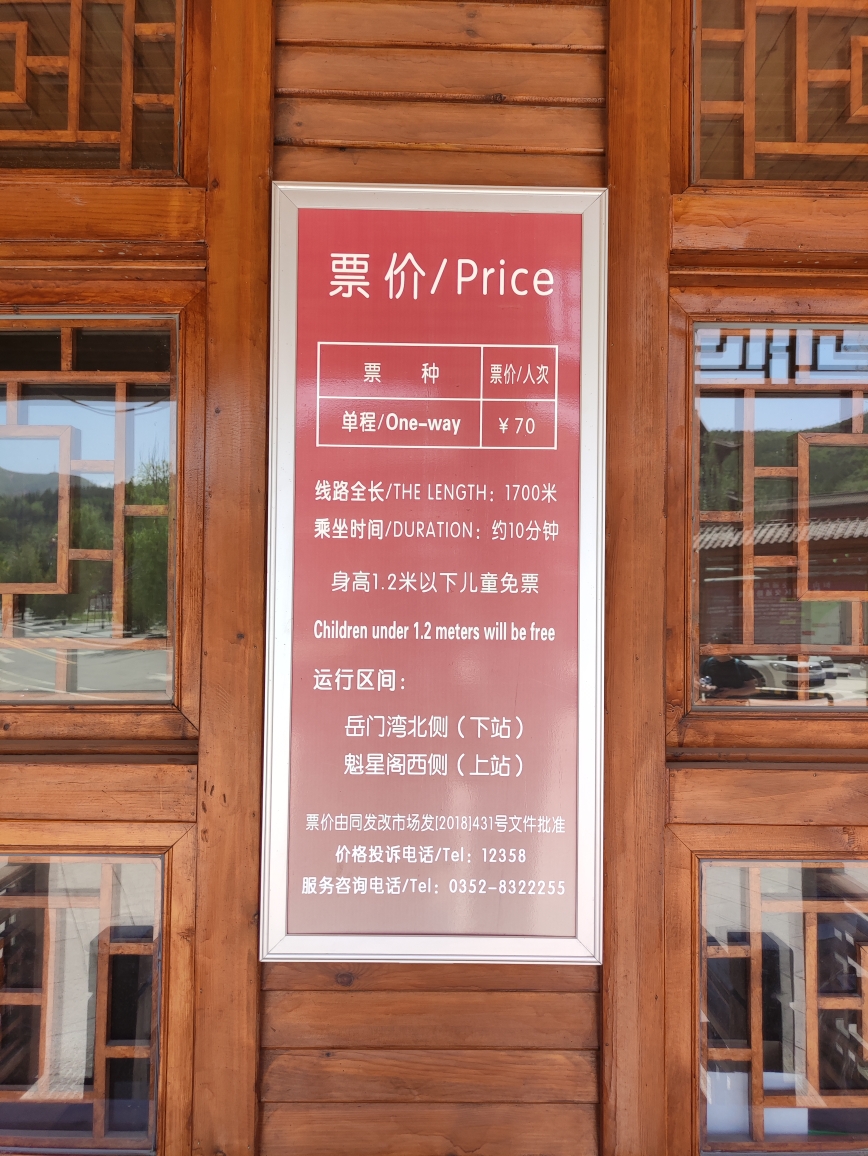 票价/Price
票 种 票价/人次
单程/One-way ¥70
线路全长/THE LENGTH：1700米
乘坐时间/DURATION：约10分钟
身高1.2米以下儿童免票
Children under 1.2 meters will be free
运行区间：
岳门湾北侧（下站）
魁星阁西侧（上站）
票价由同发改市场发[2018]431号文件批准
价格投诉电话/Tel：12358
服务咨询电话/Tel：0352-8322255